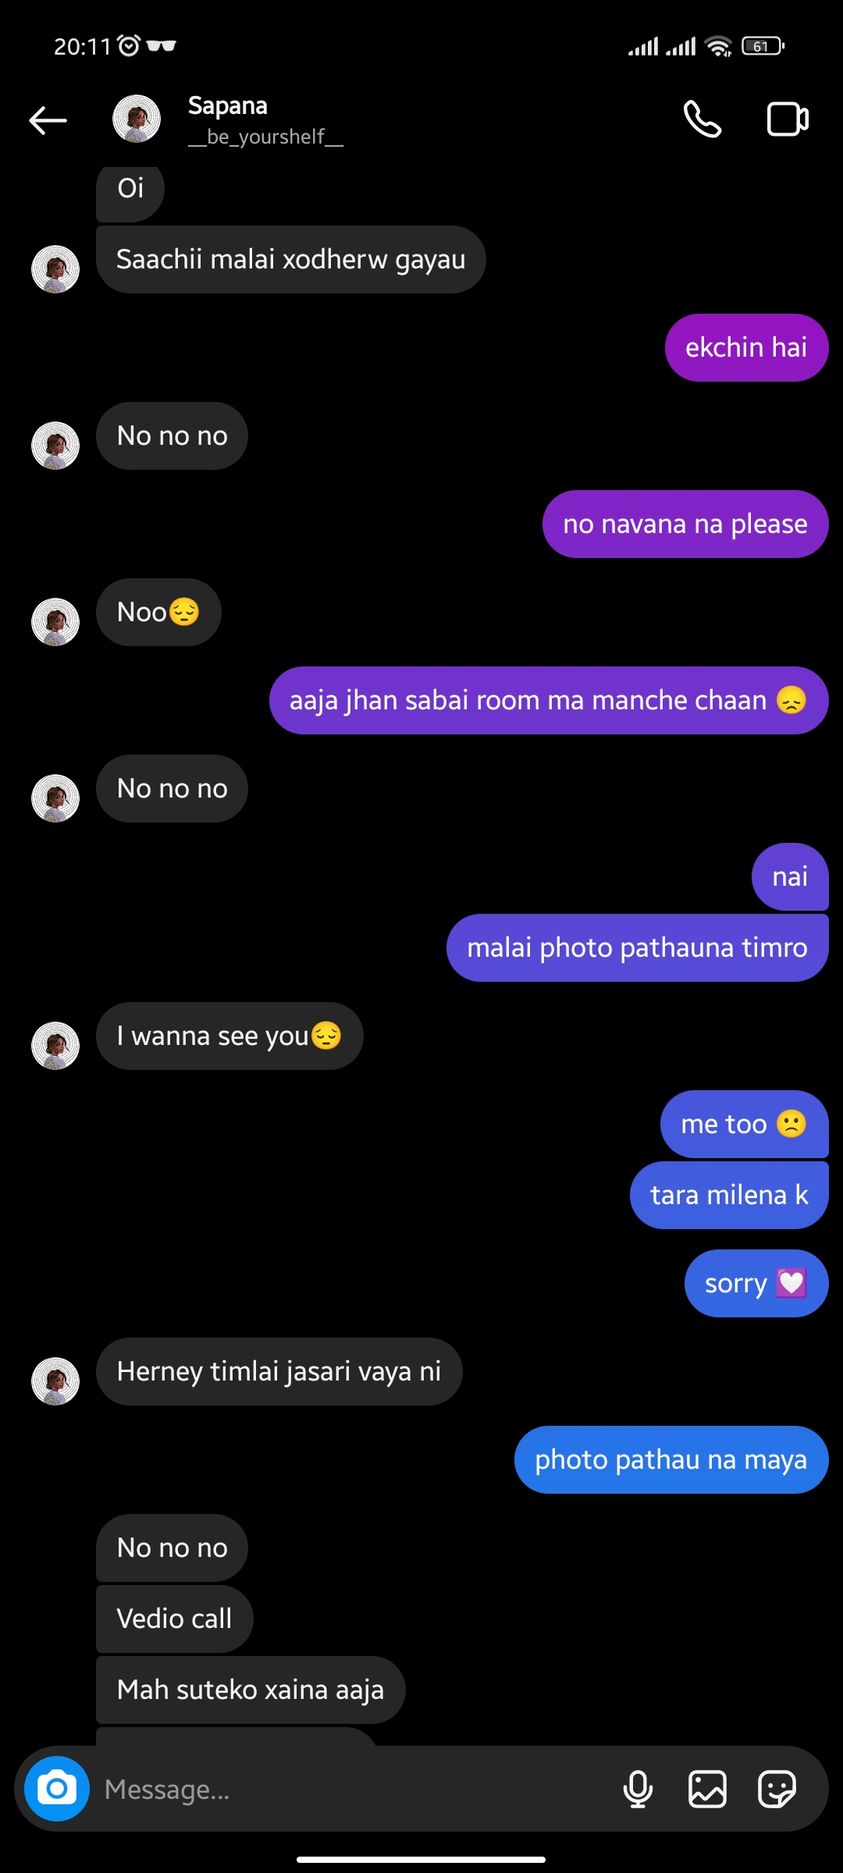 20:11
61
Sapana
__be_yourshelf__
Oi
Saachii malai xodherw gayau
ekchin hai
No no no
no navana na please
Noo😔
aaja jhan sabai room ma manche chaan 😞
No no no
nai
malai photo pathauna timro
I wanna see you😔
me too 🙁
tara milena k
sorry 💟
Herney timlai jasari vaya ni
photo pathau na maya
No no no
Vedio call
Mah suteko xaina aaja
Message...